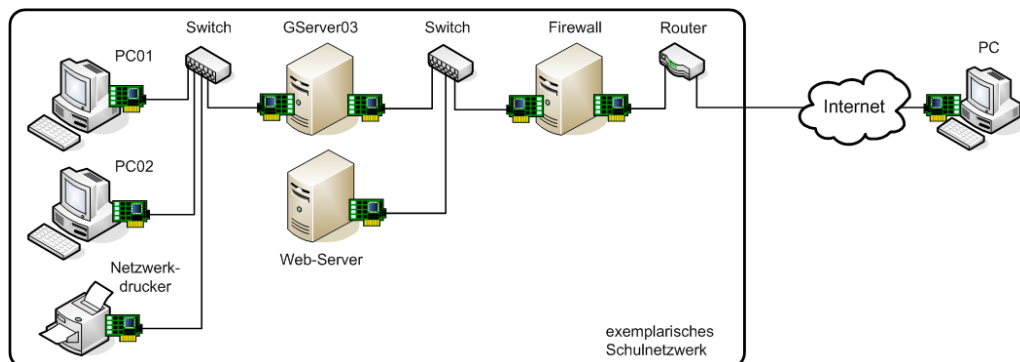 Switch
GServer03
Switch
Firewall
Router
PC01
PC
Internet
PC02
Web-Server
Netzwerk-
drucker
exemplarisches
Schulnetzwerk